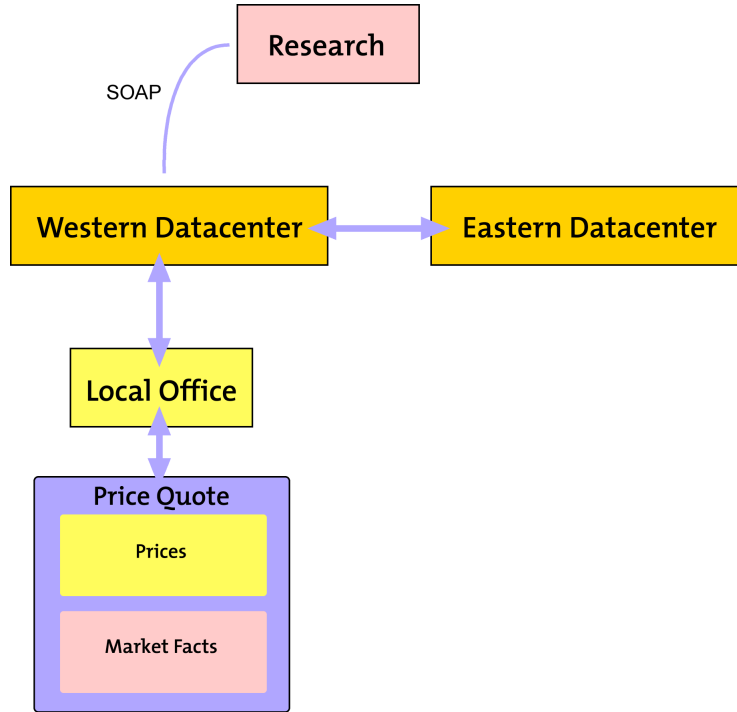 Research
SOAP
Western Datacenter
Eastern Datacenter
Local Office
Price Quote
Prices
Market Facts